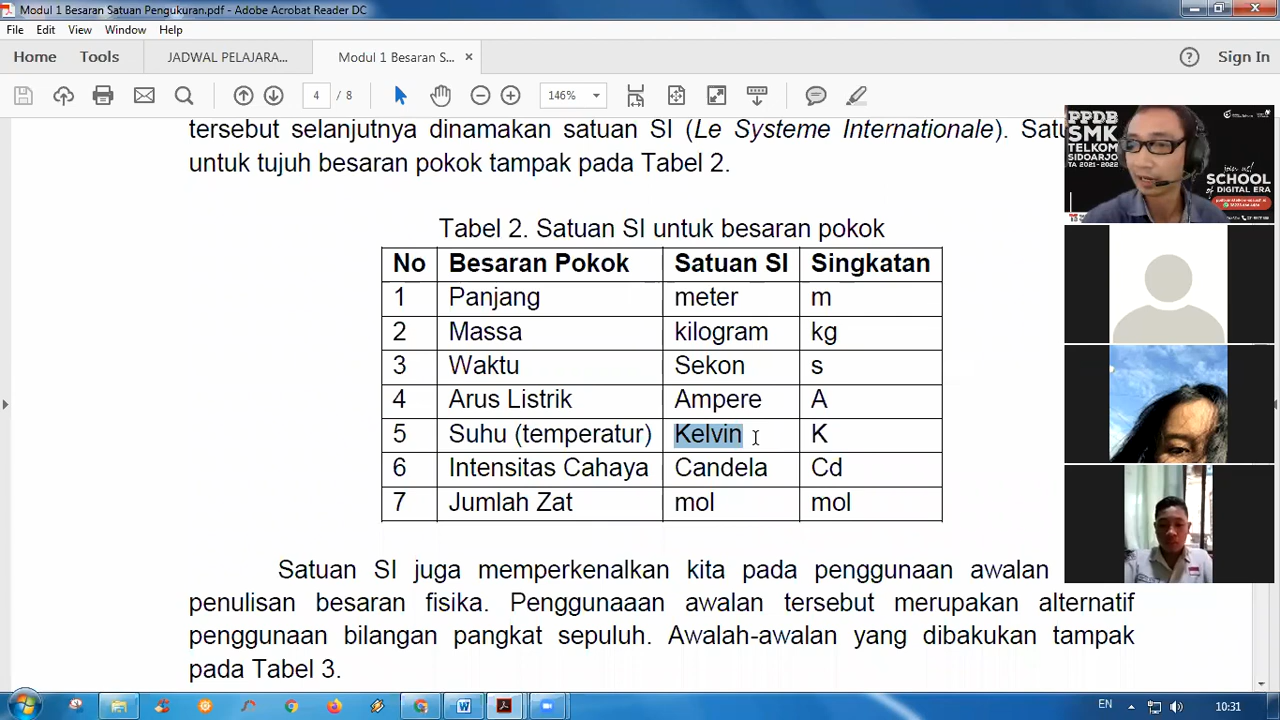 Modul 1 Besaran Satuan Pengukuran.pdf - Adobe Acrobat Reader DC
File Edit View Window Help
Home Tools JADWAL PELAJARA... Modul 1 Besaran S... ×
? Sign In
4 / 8 146%
tersebut selanjutnya dinamakan satuan SI (Le Systeme Internationale). Satu
untuk tujuh besaran pokok tampak pada Tabel 2.
Tabel 2. Satuan SI untuk besaran pokok
No Besaran Pokok Satuan SI Singkatan
1 Panjang meter m
2 Massa kilogram kg
3 Waktu Sekon s
4 Arus Listrik Ampere A
5 Suhu (temperatur) Kelvin K
6 Intensitas Cahaya Candela Cd
7 Jumlah Zat mol mol
Satuan SI juga memperkenalkan kita pada penggunaan awalan
penulisan besaran fisika. Penggunaaan awalan tersebut merupakan alternatif
penggunaan bilangan pangkat sepuluh. Awalah-awalan yang dibakukan tampak
pada Tabel 3.
PPDB
SMK
TELKOM
SIDOARJO
TA 2021-2022
join us!
SCHOOL
of DIGITAL ERA
EN 10:31